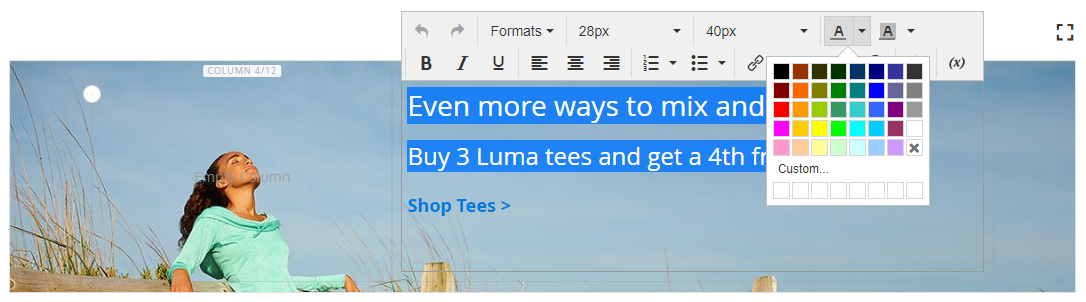 Formats 28px 40px A A
B I U (x)
COLUMN 4/12
Even more ways to mix and
Buy 3 Luma tees and get a 4th fr
Custom...
Empty Column
Shop Tees >